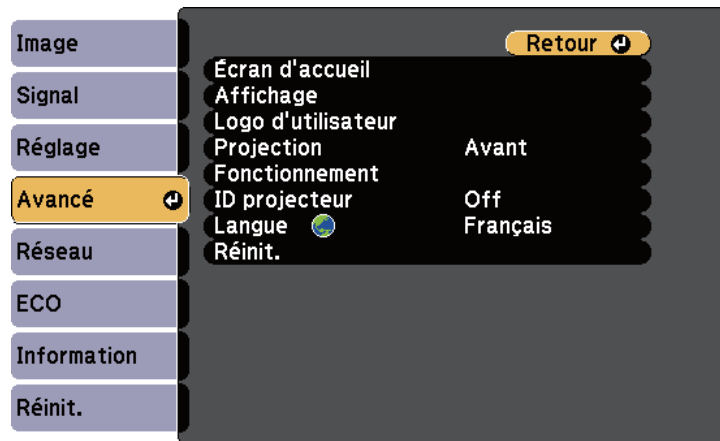 Image
Signal
Réglage
Avancé
Réseau
ECO
Information
Réinit.
Retour
Écran d'accueil
Affichage
Logo d'utilisateur
Projection Avant
Fonctionnement
ID projecteur Off
Langue Français
Réinit.